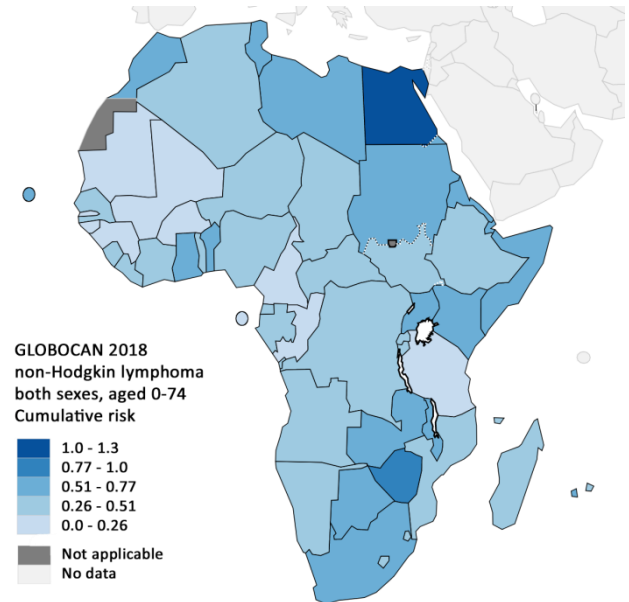 GLOBOCAN 2018
non-Hodgkin lymphoma
both sexes, aged 0-74
Cumulative risk
1.0 - 1.3
0.77 - 1.0
0.51 - 0.77
0.26 - 0.51
0.0 - 0.26
Not applicable
No data